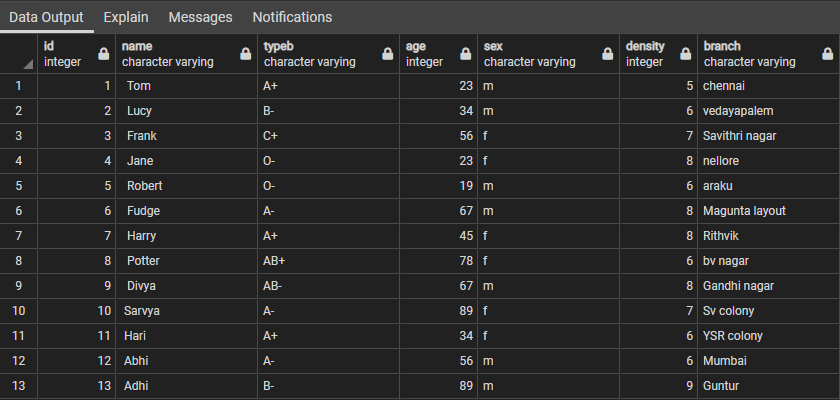 Data Output Explain Messages Notifications
id name typeb age sex density branch
integer character varying character varying integer character varying integer character varying
1 1 Tom A+ 23 m 5 chennai
2 2 Lucy B- 34 m 6 vedayapalem
3 3 Frank C+ 56 f 7 Savithri nagar
4 4 Jane O- 23 f 8 nellore
5 5 Robert O- 19 m 6 araku
6 6 Fudge A- 67 m 8 Magunta layout
7 7 Harry A+ 45 f 8 Rithvik
8 8 Potter AB+ 78 f 6 bv nagar
9 9 Divya AB- 67 m 8 Gandhi nagar
10 10 Sarvya A- 89 f 7 Sv colony
11 11 Hari A+ 34 f 6 YSR colony
12 12 Abhi A- 56 m 6 Mumbai
13 13 Adhi B- 89 m 9 Guntur